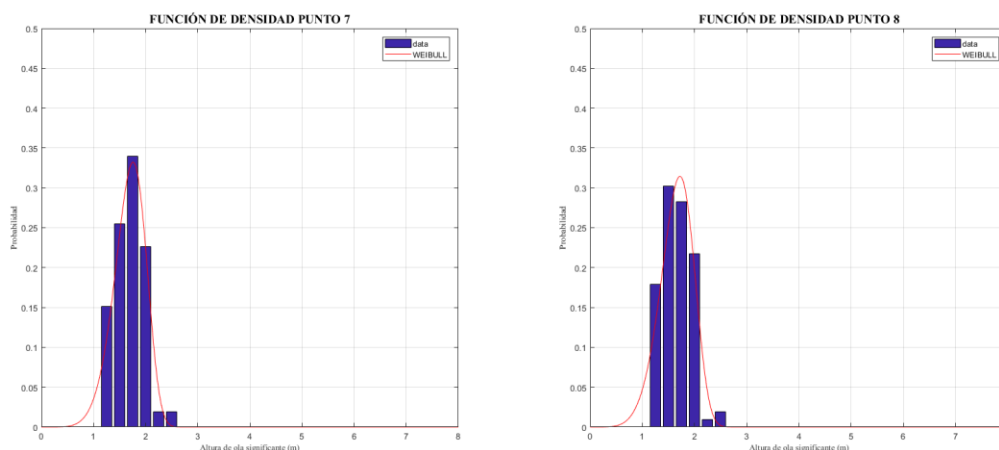 FUNCIÓN DE DENSIDAD PUNTO 7
data
WEIBULL
Probabilidad
0.5
0.45
0.4
0.35
0.3
0.25
0.2
0.15
0.1
0.05
0
0 1 2 3 4 5 6 7 8
Altura de ola significante (m)
FUNCIÓN DE DENSIDAD PUNTO 8
data
WEIBULL
Probabilidad
0.5
0.45
0.4
0.35
0.3
0.25
0.2
0.15
0.1
0.05
0
0 1 2 3 4 5 6 7
Altura de ola significante (m)